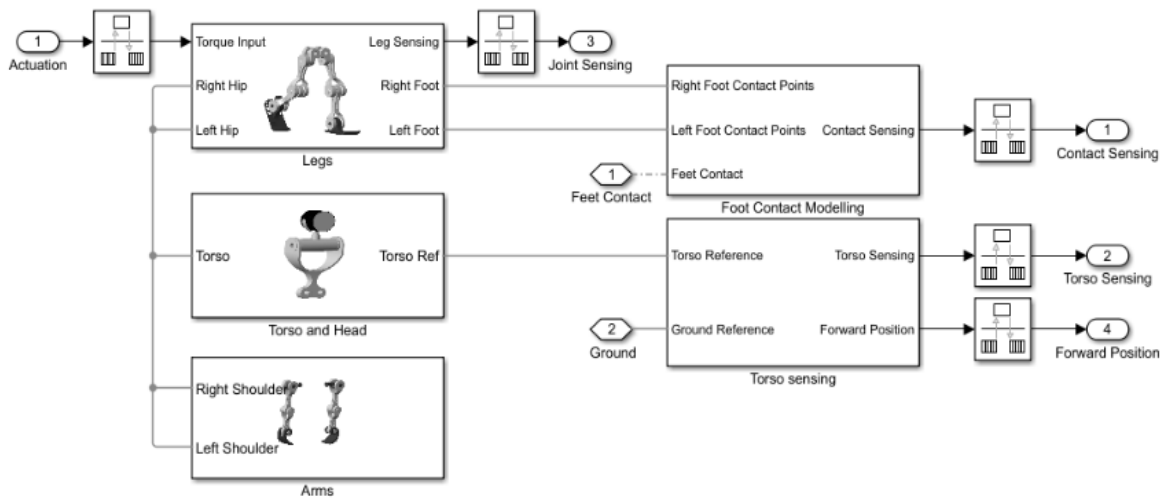 1
Actuation
Torque Input
Leg Sensing
3
Joint Sensing
Right Hip
Right Foot
Left Hip
Left Foot
Legs
Right Foot Contact Points
Left Foot Contact Points
Contact Sensing
1
Contact Sensing
1
Feet Contact
Feet Contact
Foot Contact Modelling
Torso
Torso Ref
Torso and Head
Torso Reference
Torso Sensing
2
Torso Sensing
2
Ground
Ground Reference
Forward Position
4
Forward Position
Torso sensing
Right Shoulder
Left Shoulder
Arms